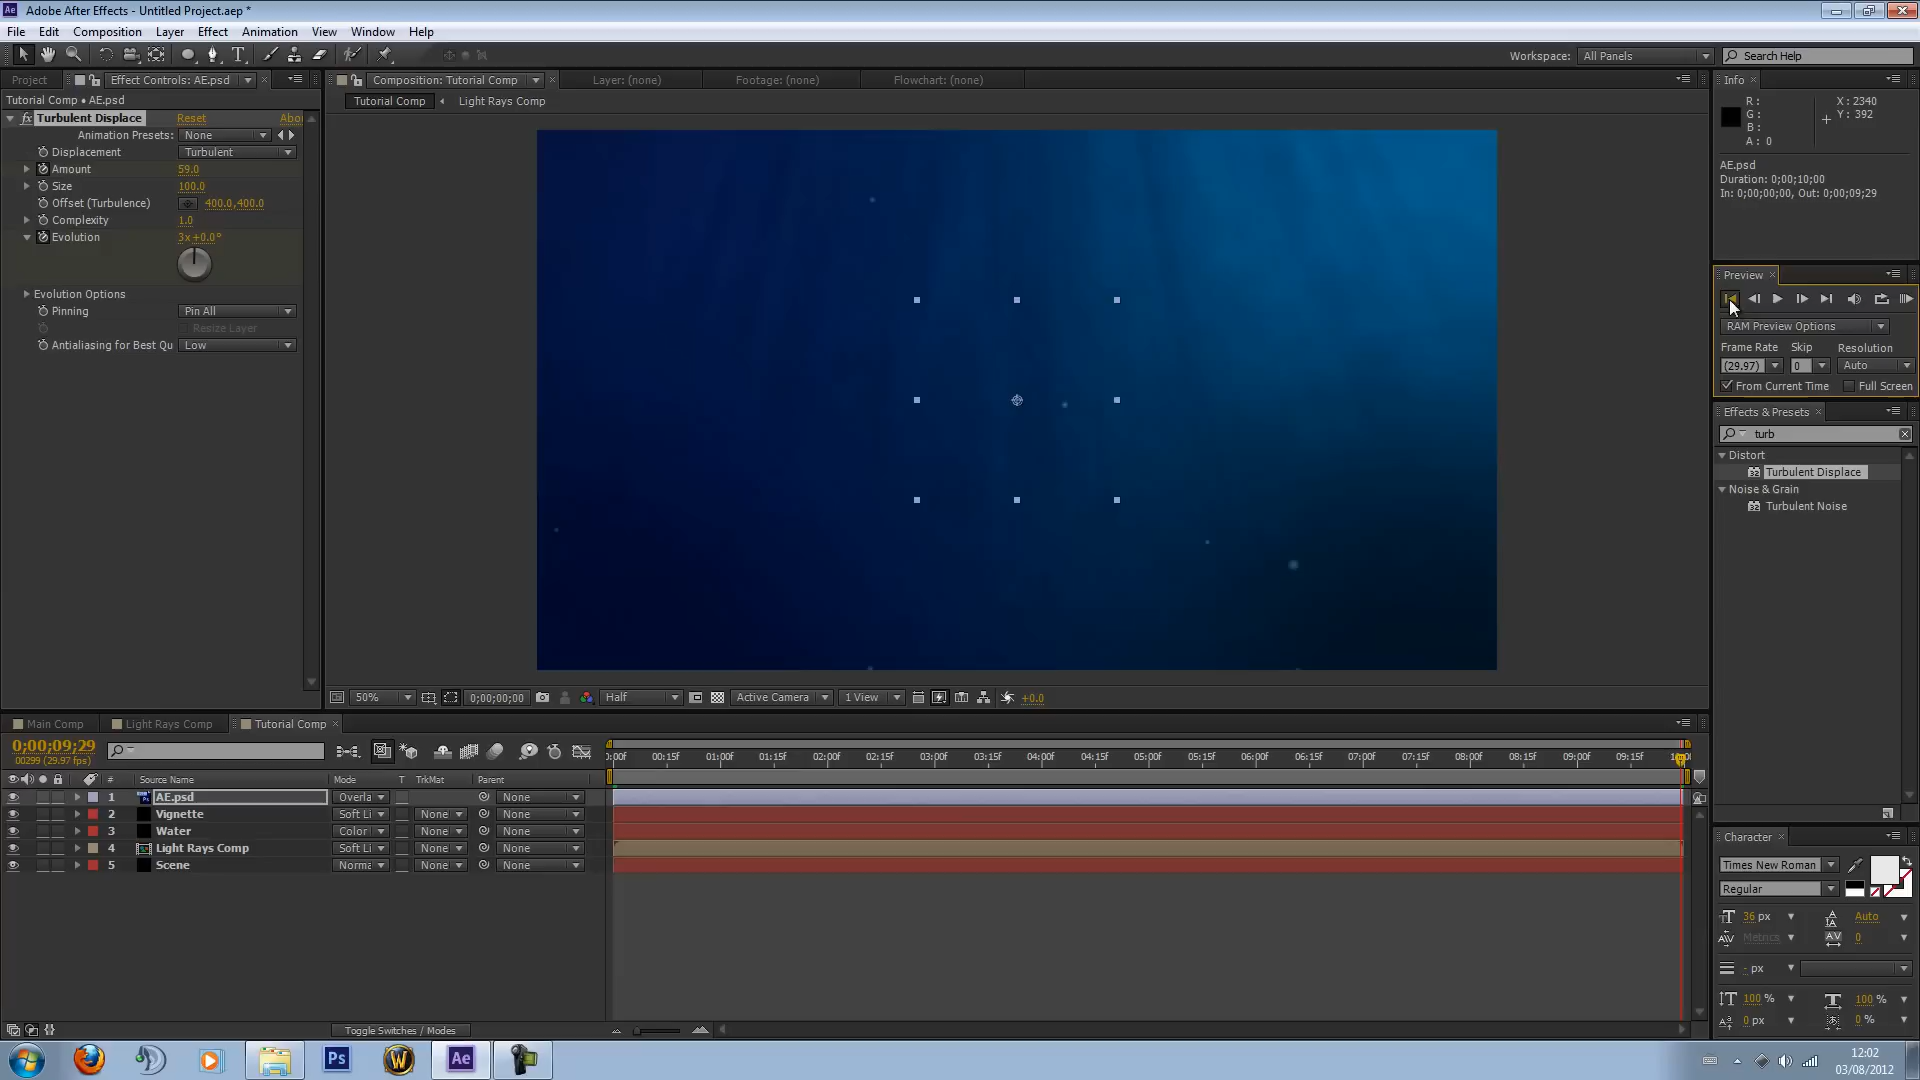 Adobe After Effects - Untitled Project.aep *
File Edit Composition Layer Effect Animation View Window Help
Workspace: All Panels Search Help
Project Effect Controls: AE.psd
Composition: Tutorial Comp Layer: (none) Footage: (none) Flowchart: (none)
Tutorial Comp • AE.psd
Tutorial Comp Light Rays Comp
Turbulent Displace Reset Abou
Animation Presets: None
Displacement Turbulent
Amount 59.0
Size 100.0
Offset (Turbulence) 400.0,400.0
Complexity 1.0
Evolution 3x+0.0°
Evolution Options
Pinning Pin All
Resize Layer
Antialiasing for Best Qu Low
Info
R: X: 2340
G: Y: 392
B:
A: 0
AE.psd
Duration: 0;00;10;00
In: 0;00;00;00, Out: 0;00;09;29
Preview
RAM Preview Options
Frame Rate Skip Resolution
(29.97) 0 Auto
From Current Time Full Screen
Effects & Presets
turb
Distort
Turbulent Displace
Noise & Grain
Turbulent Noise
50% 0;00;00;00 Half Active Camera 1 View +0.0
Main Comp Light Rays Comp Tutorial Comp
0;00;09;29
00299 (29.97 fps)
0:00f 00:15f 01:00f 01:15f 02:00f 02:15f 03:00f 03:15f 04:00f 04:15f 05:00f 05:15f 06:00f 06:15f 07:00f 07:15f 08:00f 08:15f 09:00f 09:15f
# Source Name Mode T TrkMat Parent
1 AE.psd Overla None
2 Vignette Soft Li None None
3 Water Color None None
4 Light Rays Comp Soft Li None None
5 Scene Norma None None
Toggle Switches / Modes
Character
Times New Roman
Regular
36 px Auto
Metrics 0
- px
100 % 100 %
0 px 0 %
Ps W Ae
12:02
03/08/2012